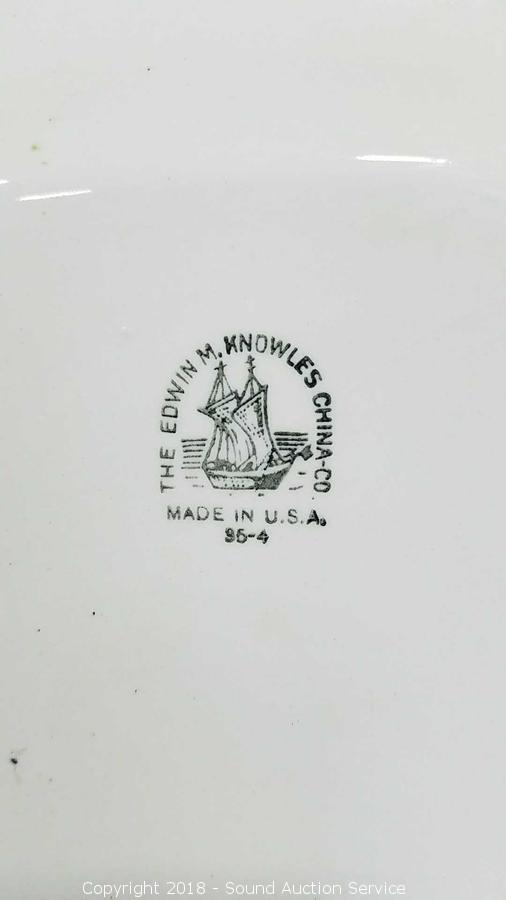 THE EDWIN M. KNOWLES CHINA-CO.
MADE IN U.S.A.
35-4
Copyright 2018 - Sound Auction Service